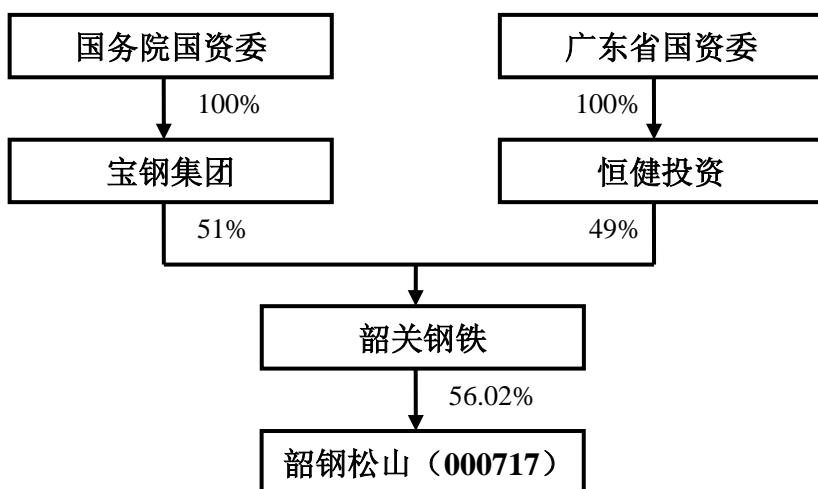 国务院国资委
广东省国资委
100%
100%
宝钢集团
恒健投资
51%
49%
韶关钢铁
56.02%
韶钢松山（000717）